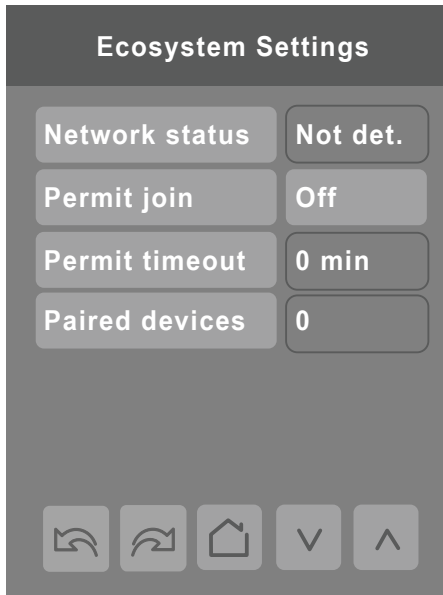 Ecosystem Settings
Network status Not det.
Permit join Off
Permit timeout 0 min
Paired devices 0